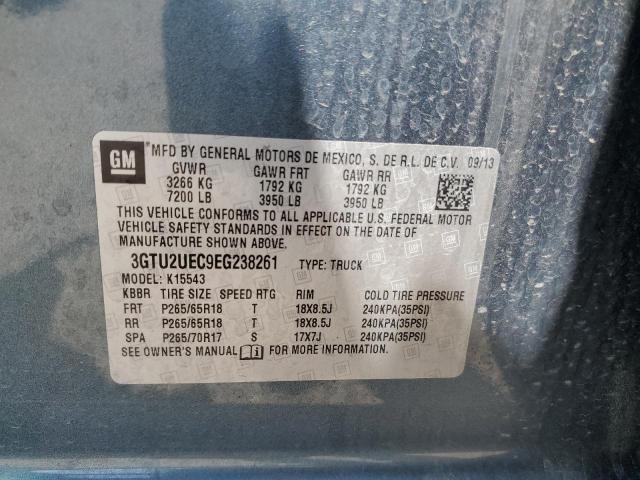 GM MFD BY GENERAL MOTORS DE MEXICO, S. DE R.L. DE C.V. 09/13
GVWR GAWR FRT GAWR RR
3266 KG 1792 KG 1792 KG
7200 LB 3950 LB 3950 LB
THIS VEHICLE CONFORMS TO ALL APPLICABLE U.S. FEDERAL MOTOR
VEHICLE SAFETY STANDARDS IN EFFECT ON THE DATE OF
MANUFACTURE SHOWN ABOVE.
3GTU2UEC9EG238261 TYPE: TRUCK
MODEL: K15543
KBBR TIRE SIZE SPEED RTG RIM COLD TIRE PRESSURE
FRT P265/65R18 T 18X8.5J 240KPA(35PSI)
RR P265/65R18 T 18X8.5J 240KPA(35PSI)
SPA P265/70R17 S 17X7J 240KPA(35PSI)
SEE OWNER'S MANUAL FOR MORE INFORMATION.